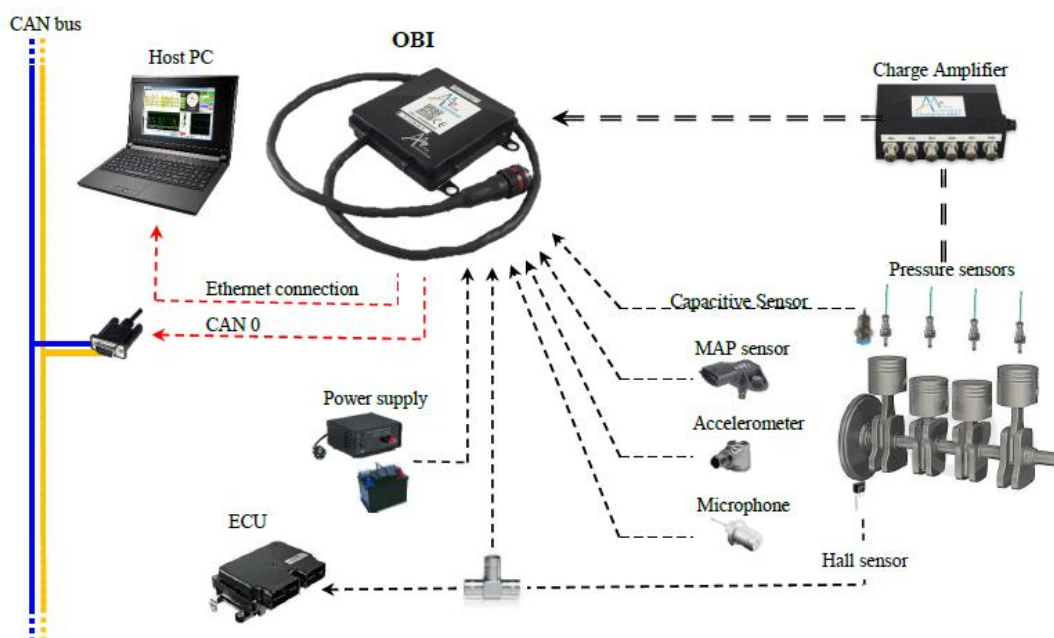 CAN bus
Host PC
OBI
Charge Amplifier
Ethernet connection
CAN 0
Pressure sensors
Capacitive Sensor
MAP sensor
Power supply
Accelerometer
Microphone
ECU
Hall sensor